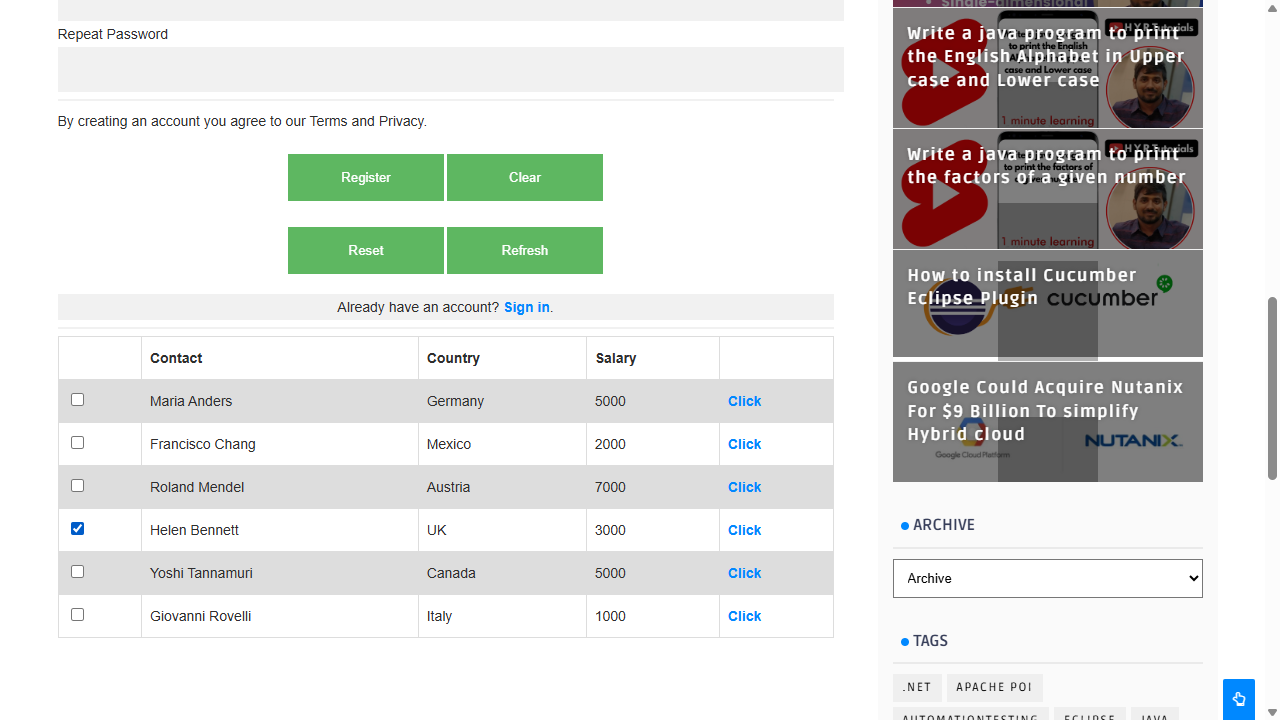 Repeat Password
By creating an account you agree to our Terms and Privacy.
Register
Clear
Reset
Refresh
Already have an account? Sign in.
Contact Country Salary
Maria Anders Germany 5000 Click
Francisco Chang Mexico 2000 Click
Roland Mendel Austria 7000 Click
Helen Bennett UK 3000 Click
Yoshi Tannamuri Canada 5000 Click
Giovanni Rovelli Italy 1000 Click
Single-dimensional
Write a java program to print
the English Alphabet in Upper
case and Lower case
1 minute learning
Write a java program to print
the factors of a given number
1 minute learning
How to install Cucumber
Eclipse Plugin
cucumber
Google Could Acquire Nutanix
For $9 Billion To simplify
Hybrid cloud
Google Cloud Platform
NUTANIX
ARCHIVE
Archive
TAGS
.NET
APACHE POI
AUTOMATIONTESTING
ECLIPSE
JAVA